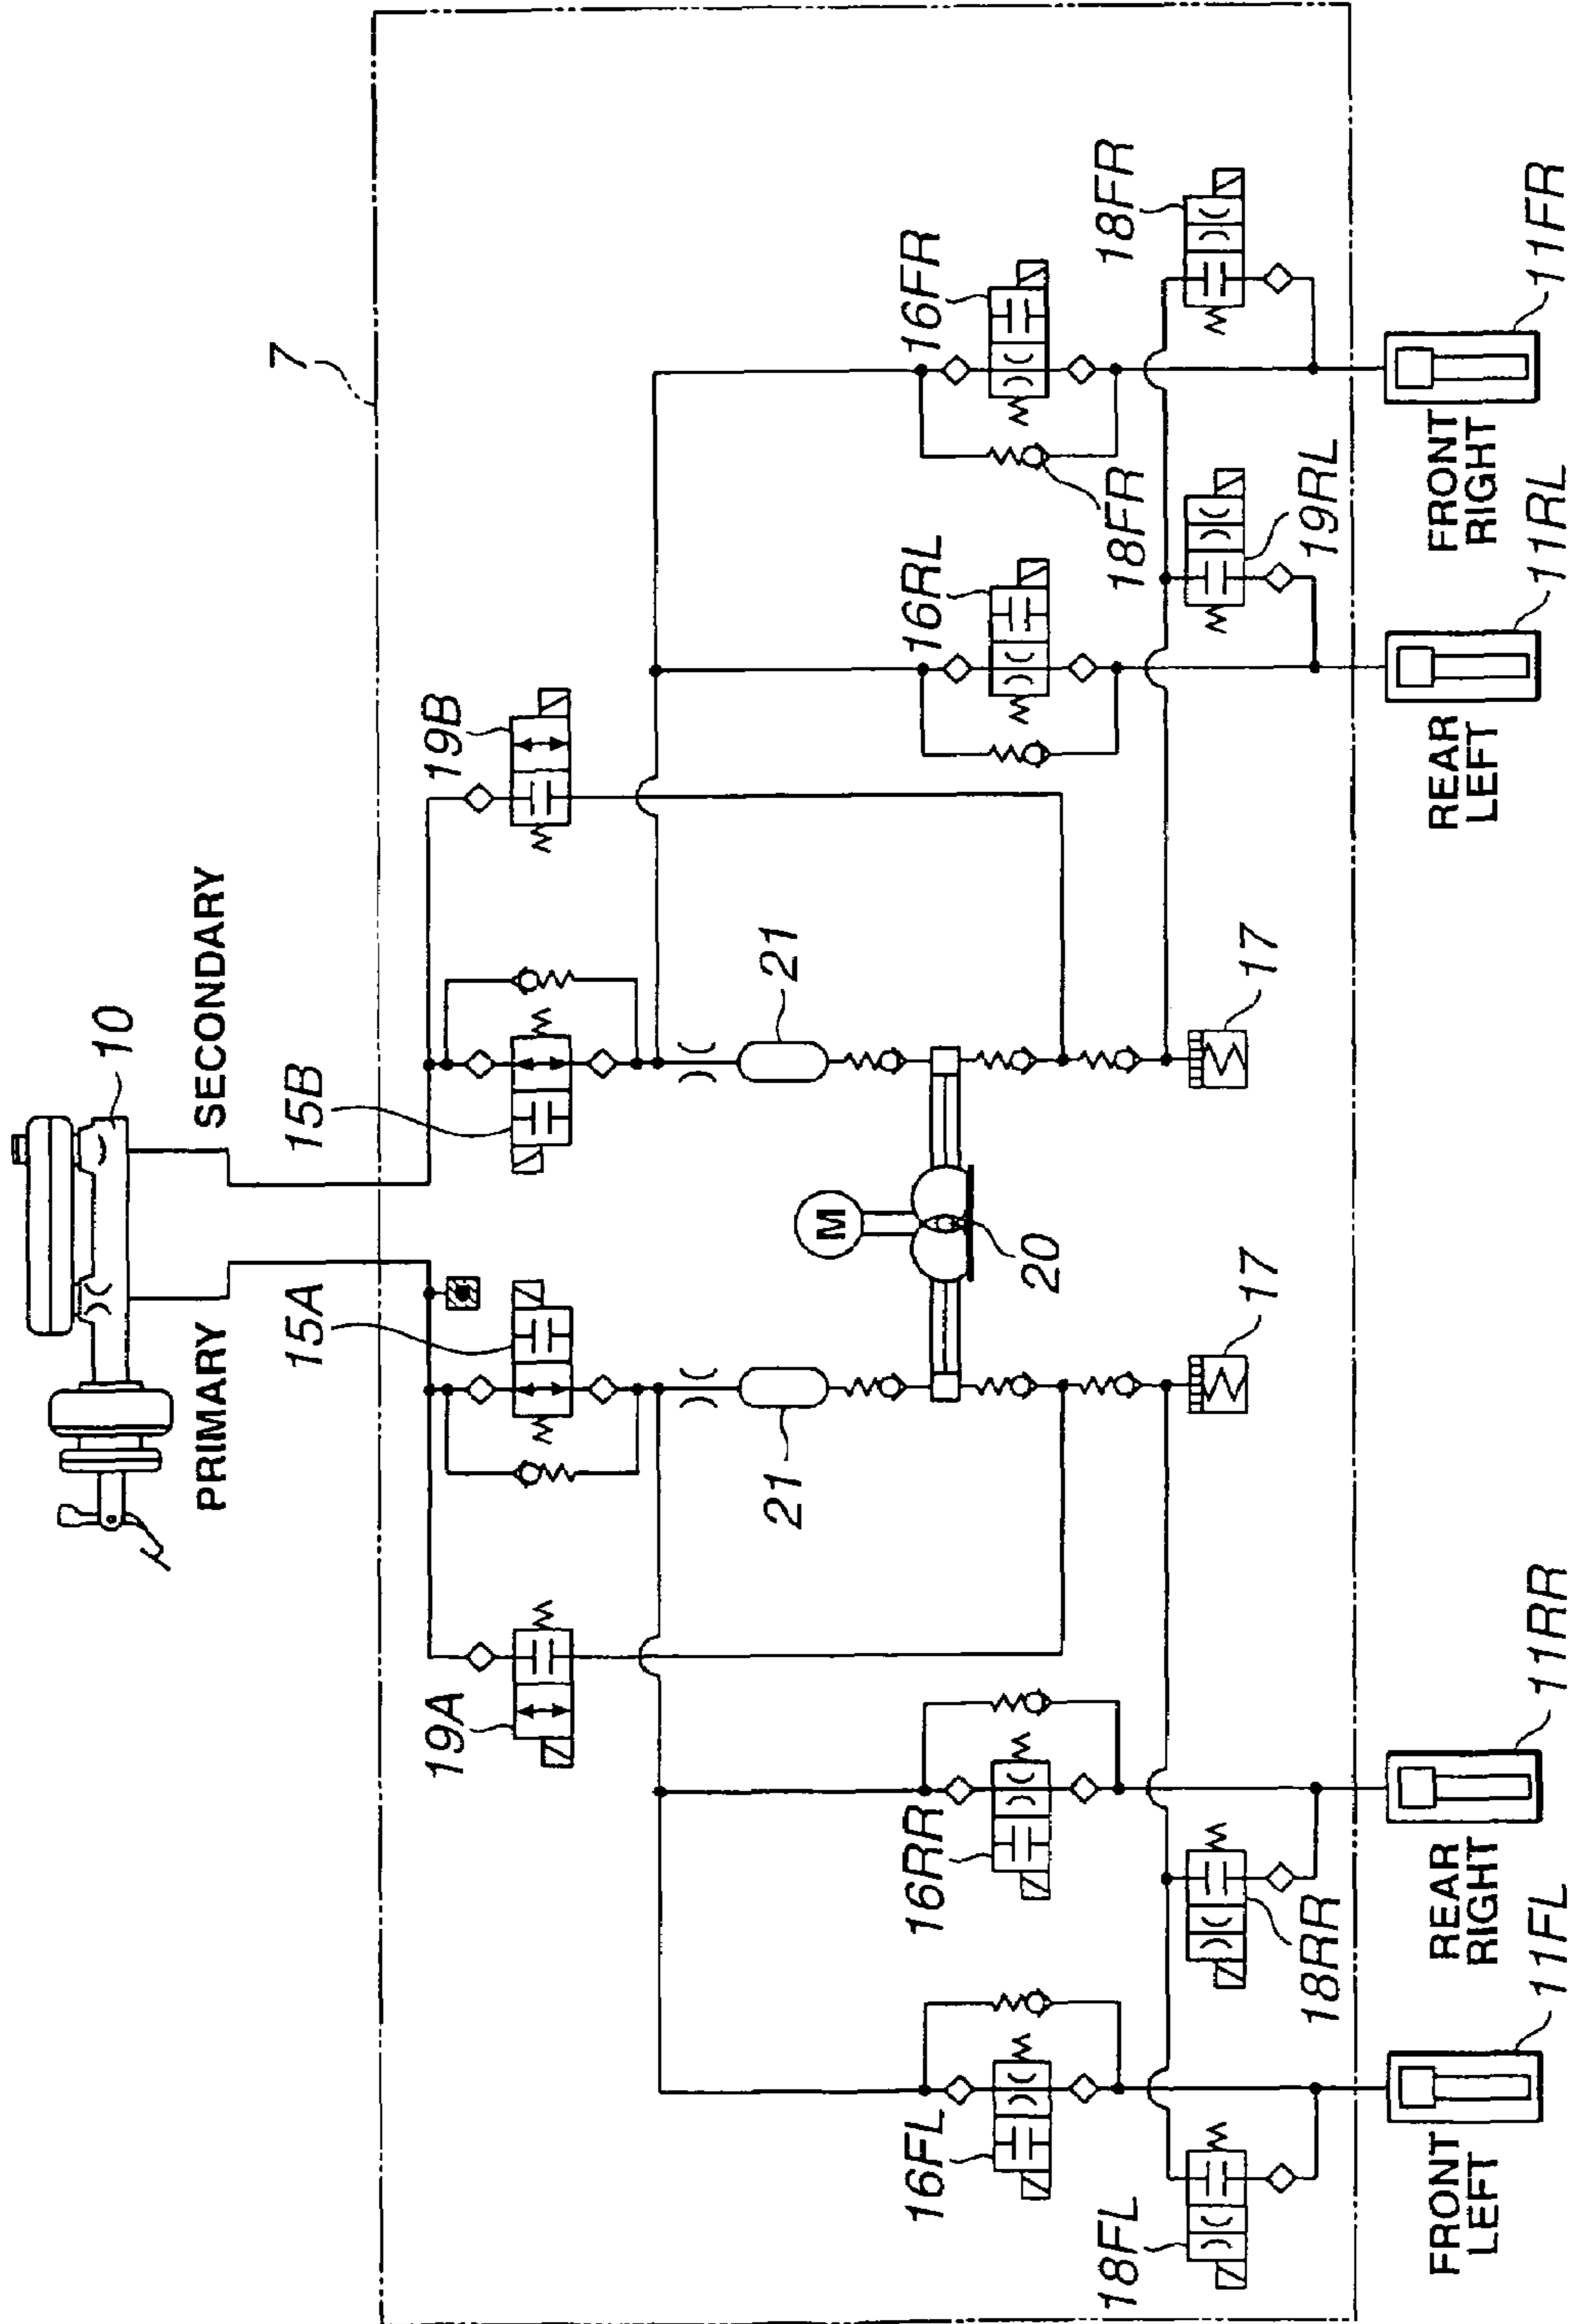 10
PRIMARY
SECONDARY
7
15A
15B
19A
19B
21
21
M
20
16FL
16RR
16RL
16FR
18FR
17
17
18FL
18RR
19RL
18FR
FRONT
LEFT
11FL
REAR
RIGHT
11RR
REAR
LEFT
11RL
FRONT
RIGHT
11FR